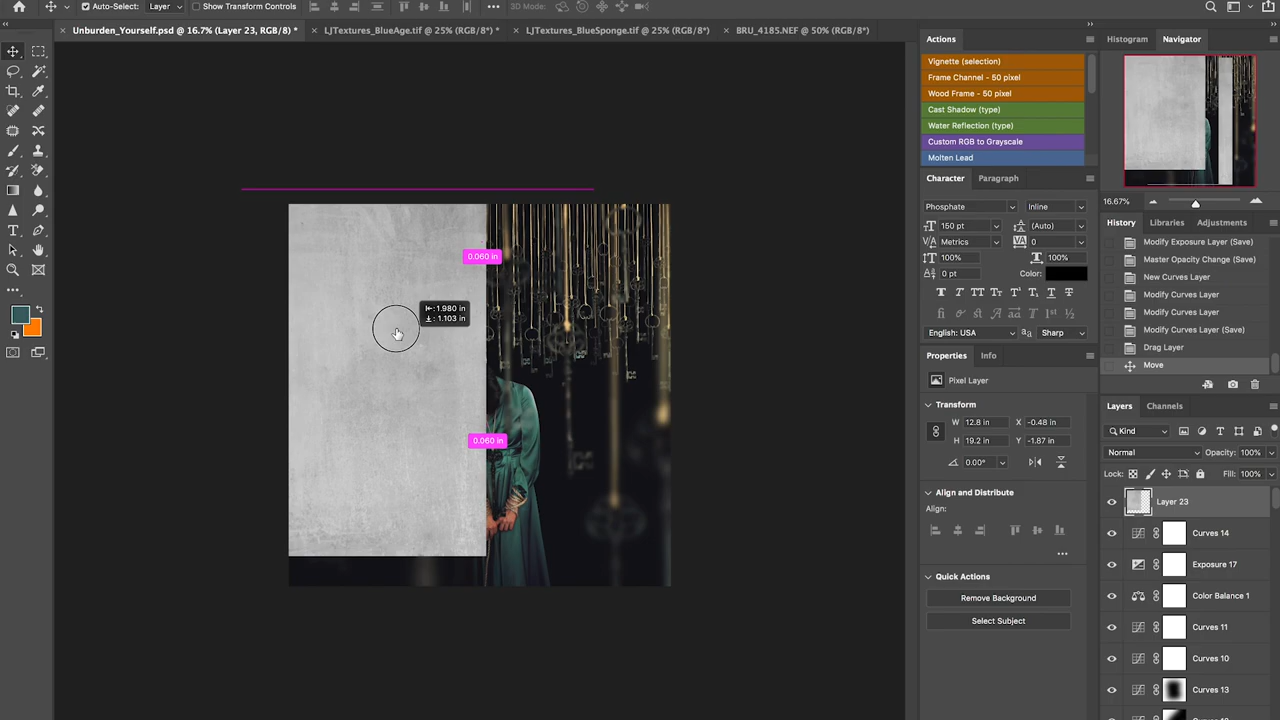 Auto-Select: Layer Show Transform Controls 3D Mode:
Unburden_Yourself.psd @ 16.7% (Layer 23, RGB/8) * LJTextures_BlueAge.tif @ 25% (RGB/8*) * LJTextures_BlueSponge.tif @ 25% (RGB/8*) BRU_4185.NEF @ 50% (RGB/8*)
Actions
Vignette (selection)
Frame Channel - 50 pixel
Wood Frame - 50 pixel
Cast Shadow (type)
Water Reflection (type)
Custom RGB to Grayscale
Molten Lead
Histogram Navigator
16.67%
Character Paragraph
Phosphate Inline
150 pt (Auto)
Metrics 0
100% 100%
0 pt Color:
English: USA Sharp
History Libraries Adjustments
Modify Exposure Layer (Save)
Master Opacity Change (Save)
New Curves Layer
Modify Curves Layer
Modify Curves Layer
Modify Curves Layer (Save)
Drag Layer
Move
Properties Info
Pixel Layer
Transform
W 12.8 in X -0.48 in
H 19.2 in Y -1.87 in
0.00°
Align and Distribute
Align:
Quick Actions
Remove Background
Select Subject
Layers Channels
Kind
Normal Opacity: 100%
Lock: Fill: 100%
Layer 23
Curves 14
Exposure 17
Color Balance 1
Curves 11
Curves 10
Curves 13
0.060 in
1.980 in
1.103 in
0.060 in